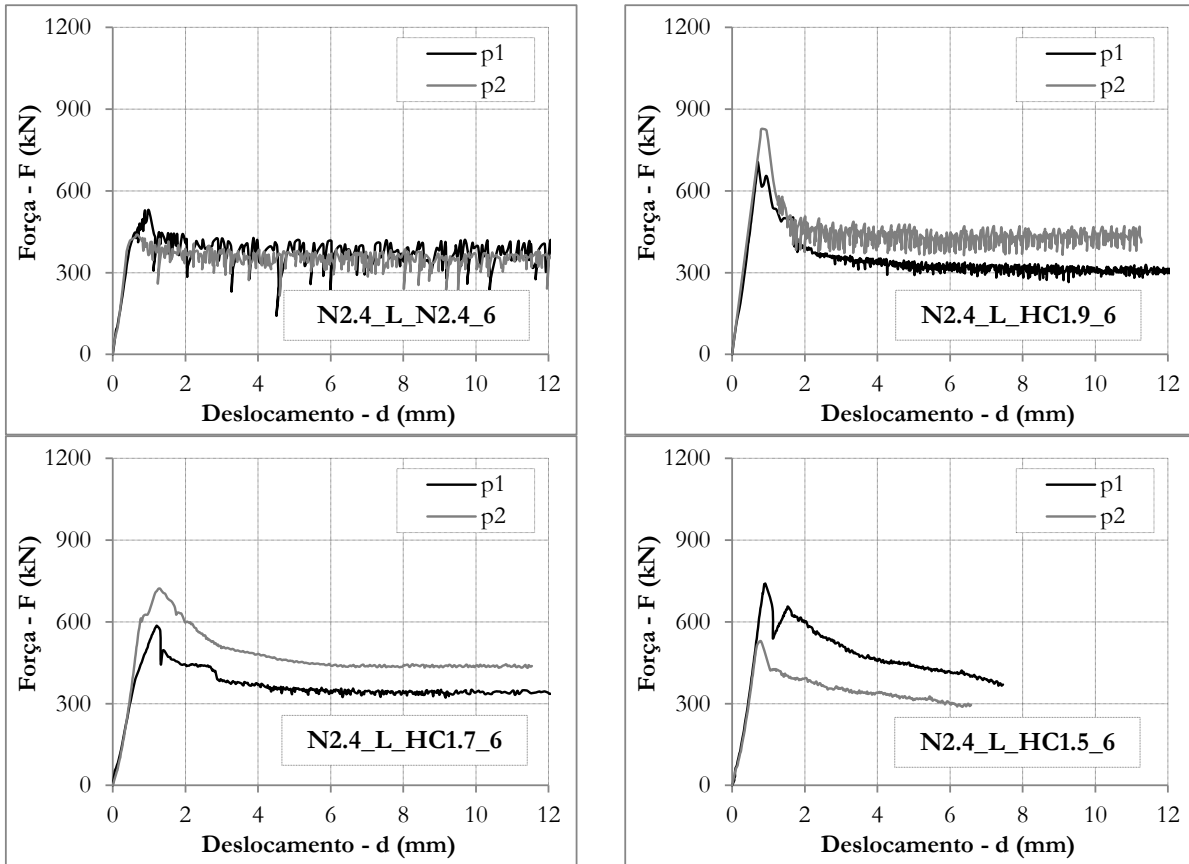 1200
900
600
300
0
Força - F (kN)
p1
p2
N2.4_L_N2.4_6
0 2 4 6 8 10 12
Deslocamento - d (mm)
1200
900
600
300
0
Força - F (kN)
p1
p2
N2.4_L_HC1.9_6
0 2 4 6 8 10 12
Deslocamento - d (mm)
1200
900
600
300
0
Força - F (kN)
p1
p2
N2.4_L_HC1.7_6
0 2 4 6 8 10 12
Deslocamento - d (mm)
1200
900
600
300
0
Força - F (kN)
p1
p2
N2.4_L_HC1.5_6
0 2 4 6 8 10 12
Deslocamento - d (mm)